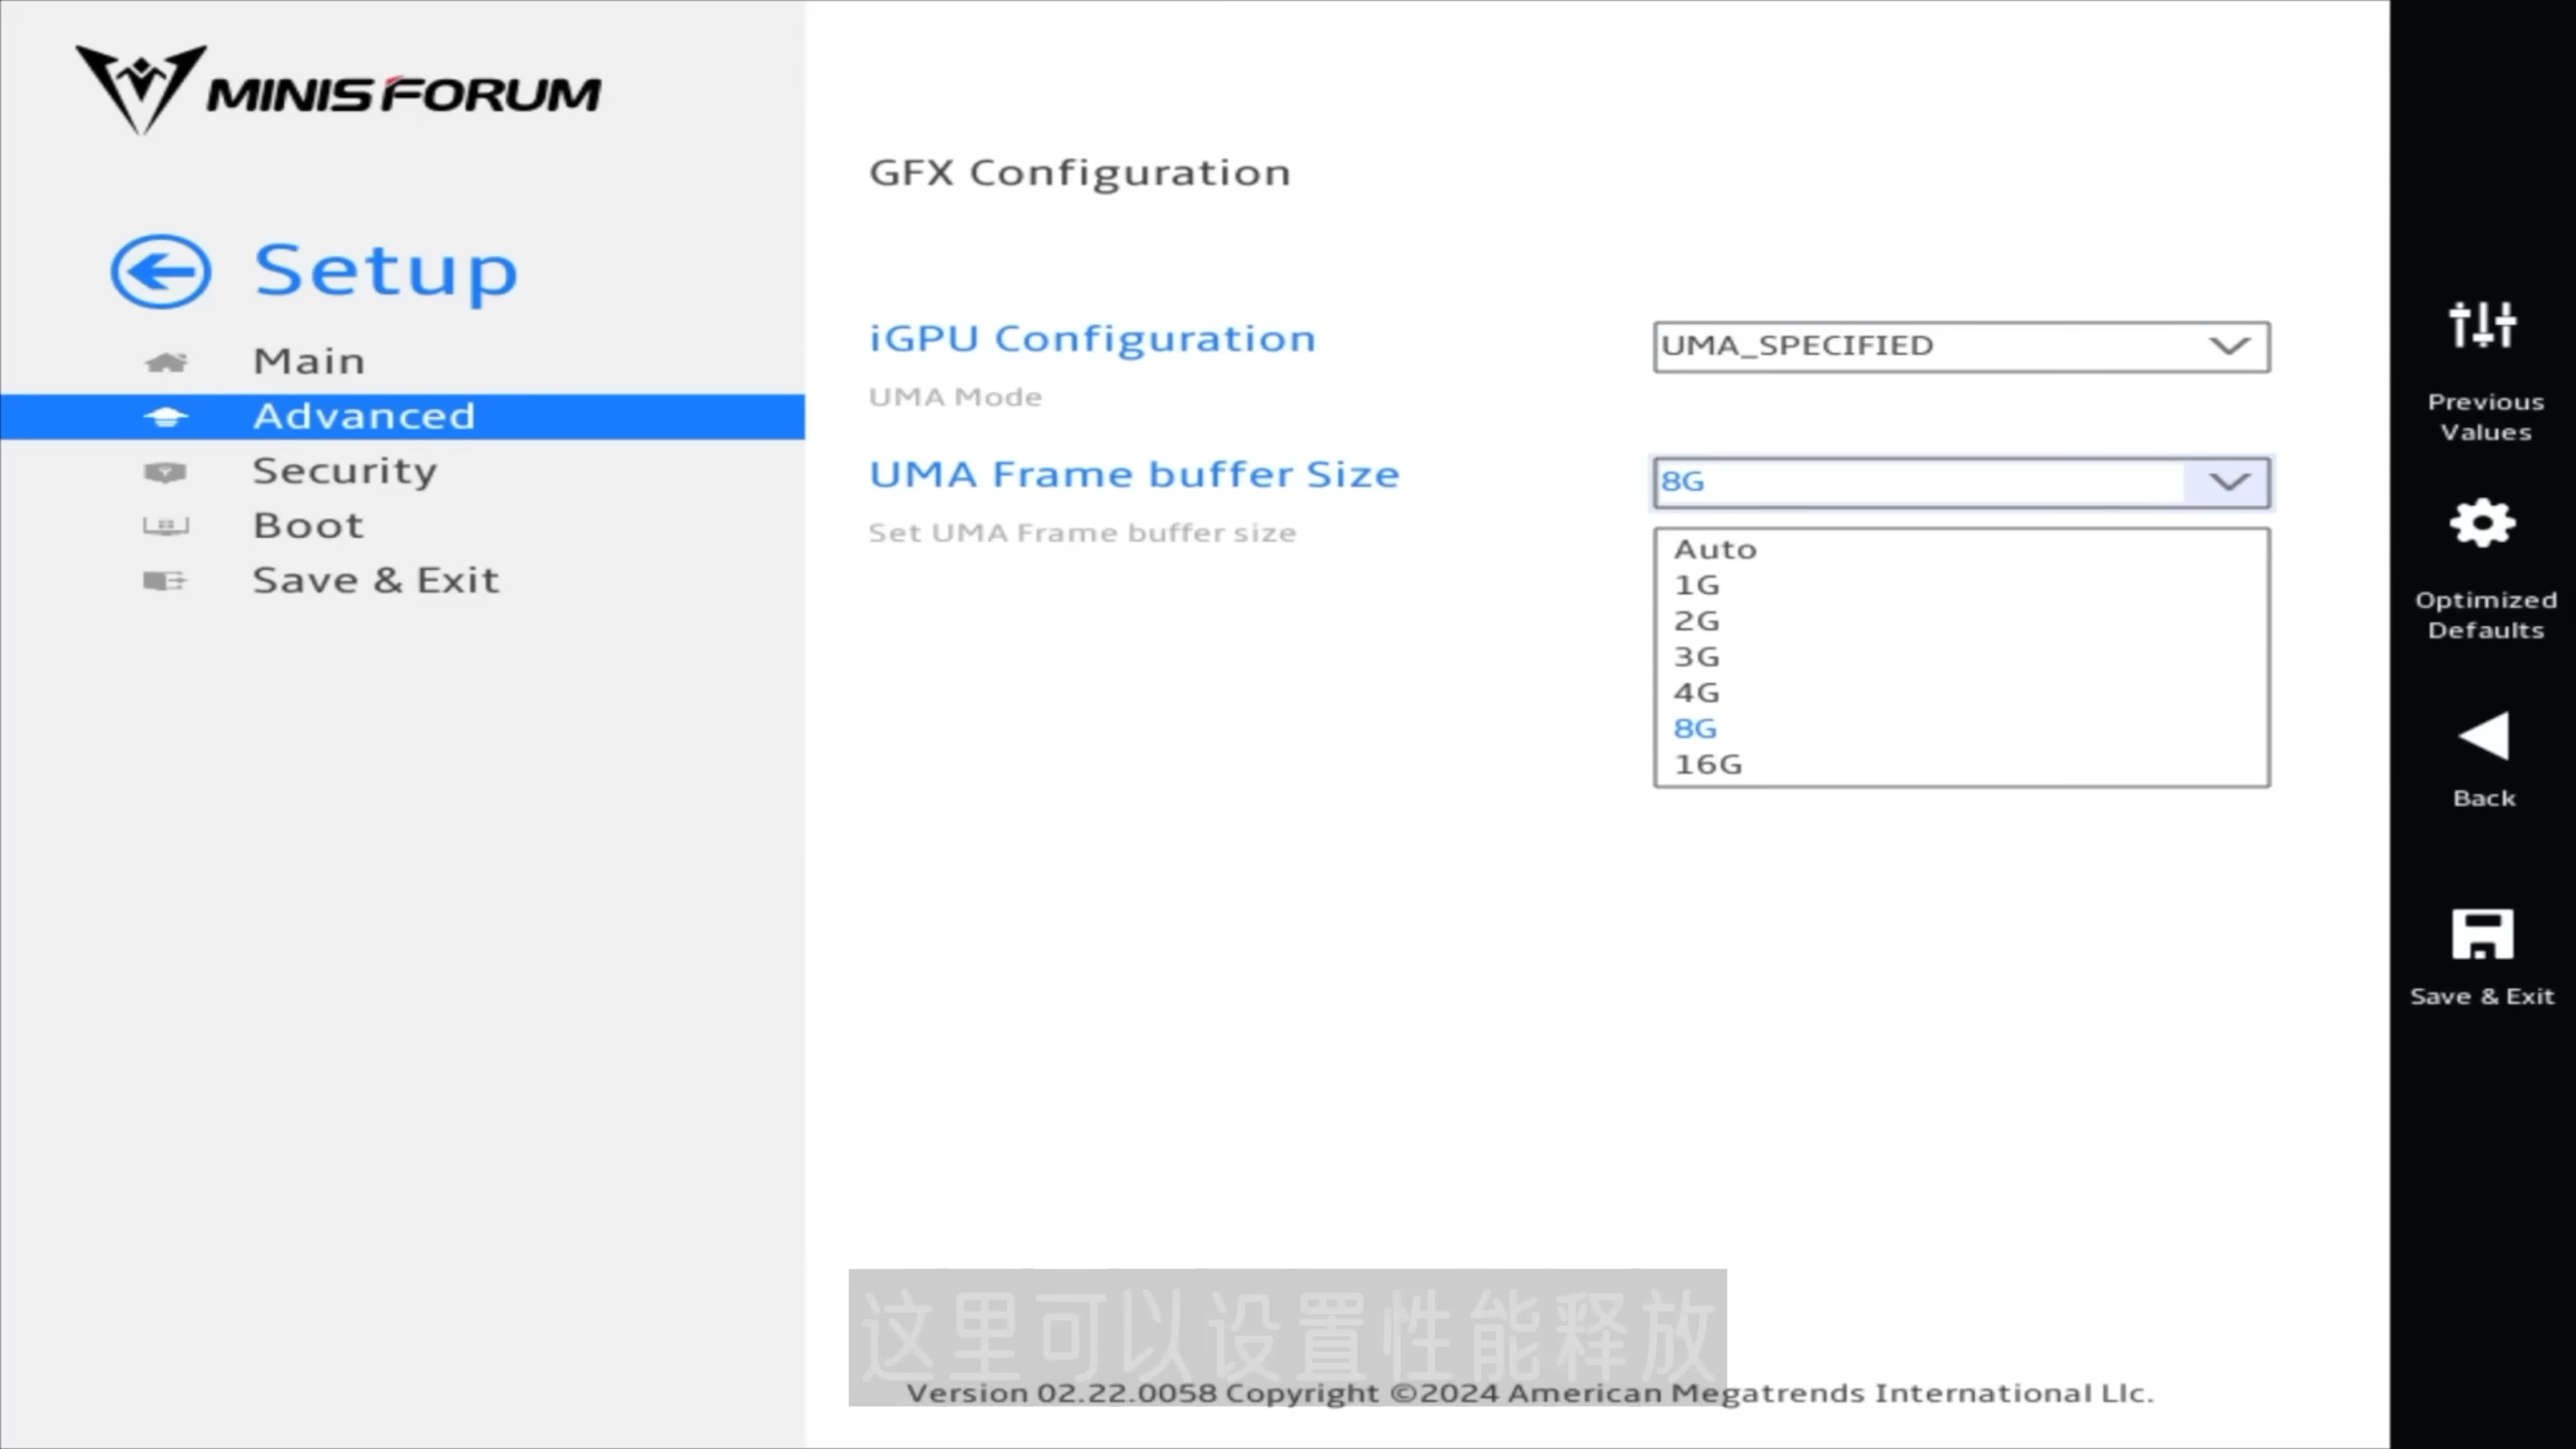 MINISFORUM
Setup
Main
Advanced
Security
Boot
Save & Exit
GFX Configuration
iGPU Configuration
UMA_SPECIFIED
UMA Mode
UMA Frame buffer Size
8G
Set UMA Frame buffer size
Auto
1G
2G
3G
4G
8G
16G
Previous
Values
Optimized
Defaults
Back
Save & Exit
这里可以设置性能释放
Version 02.22.0058 Copyright ©2024 American Megatrends International Llc.